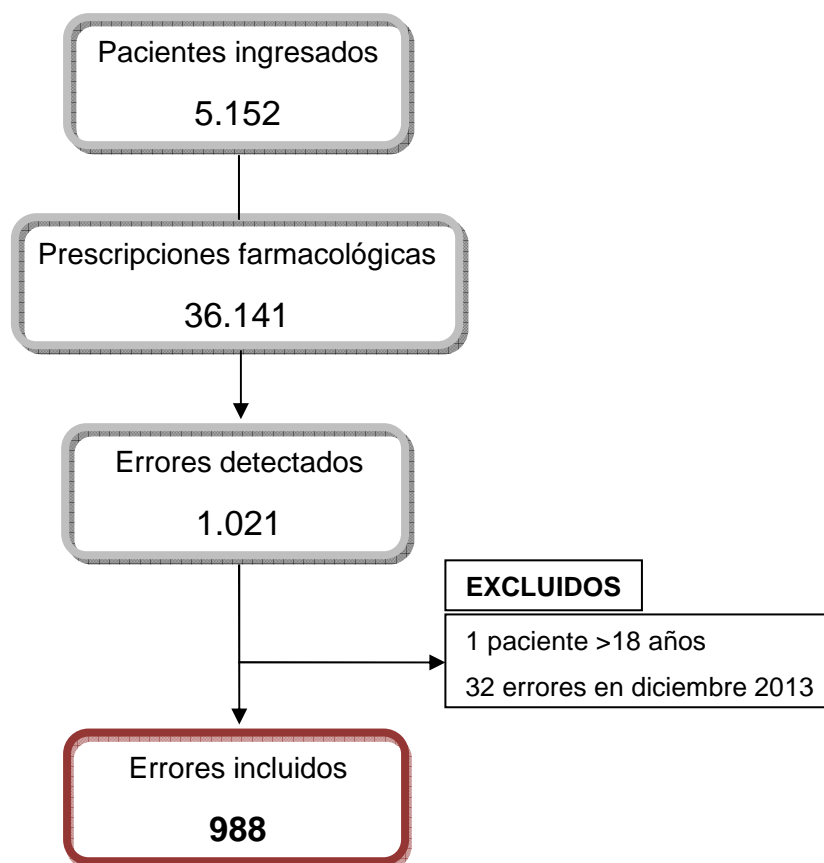 Pacientes ingresados
5.152
Prescripciones farmacológicas
36.141
Errores detectados
1.021
EXCLUIDOS
1 paciente >18 años
32 errores en diciembre 2013
Errores incluidos
988